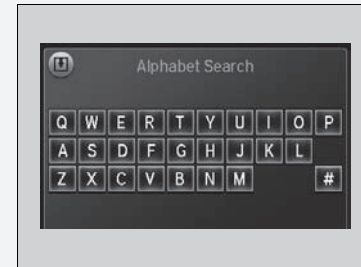 Alphabet Search
Q W E R T Y U I O P
A S D F G H J K L
Z X C V B N M #